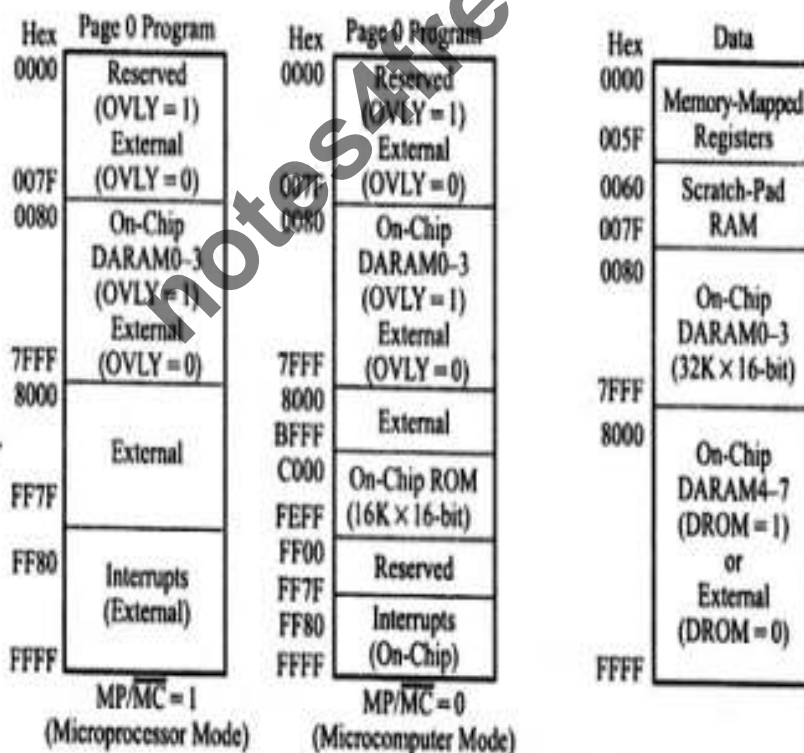 Hex
Page 0 Program
0000
Reserved
(OVLY = 1)
External
007F
(OVLY = 0)
0080
On-Chip
DARAM0–3
(OVLY = 1)
External
7FFF
(OVLY = 0)
8000
External
FF7F
FF80
Interrupts
(External)
FFFF
MP/MC = 1
(Microprocessor Mode)
Hex
Page 0 Program
0000
Reserved
(OVLY = 1)
External
007F
(OVLY = 0)
0080
On-Chip
DARAM0–3
(OVLY = 1)
External
7FFF
(OVLY = 0)
8000
External
BFFF
C000
On-Chip ROM
FEFF
(16K × 16-bit)
FF00
Reserved
FF7F
FF80
Interrupts
FFFF
(On-Chip)
MP/MC = 0
(Microcomputer Mode)
Hex
Data
0000
Memory-Mapped
005F
Registers
0060
Scratch-Pad
007F
RAM
0080
On-Chip
DARAM0–3
(32K × 16-bit)
7FFF
8000
On-Chip
DARAM4–7
(DROM = 1)
or
External
(DROM = 0)
FFFF
notes4fre